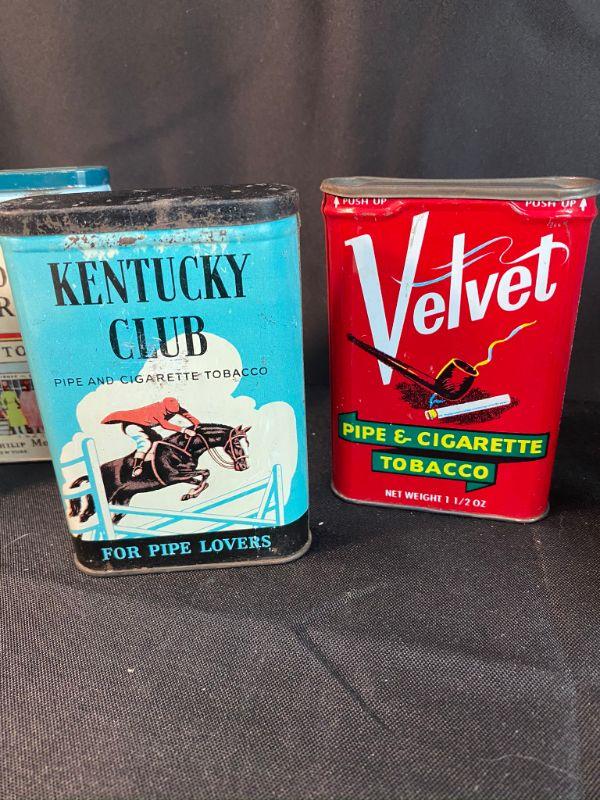 KENTUCKY
CLUB
PIPE AND CIGARETTE TOBACCO
FOR PIPE LOVERS
PUSH UP PUSH UP
Velvet
PIPE & CIGARETTE
TOBACCO
NET WEIGHT 1 1/2 OZ